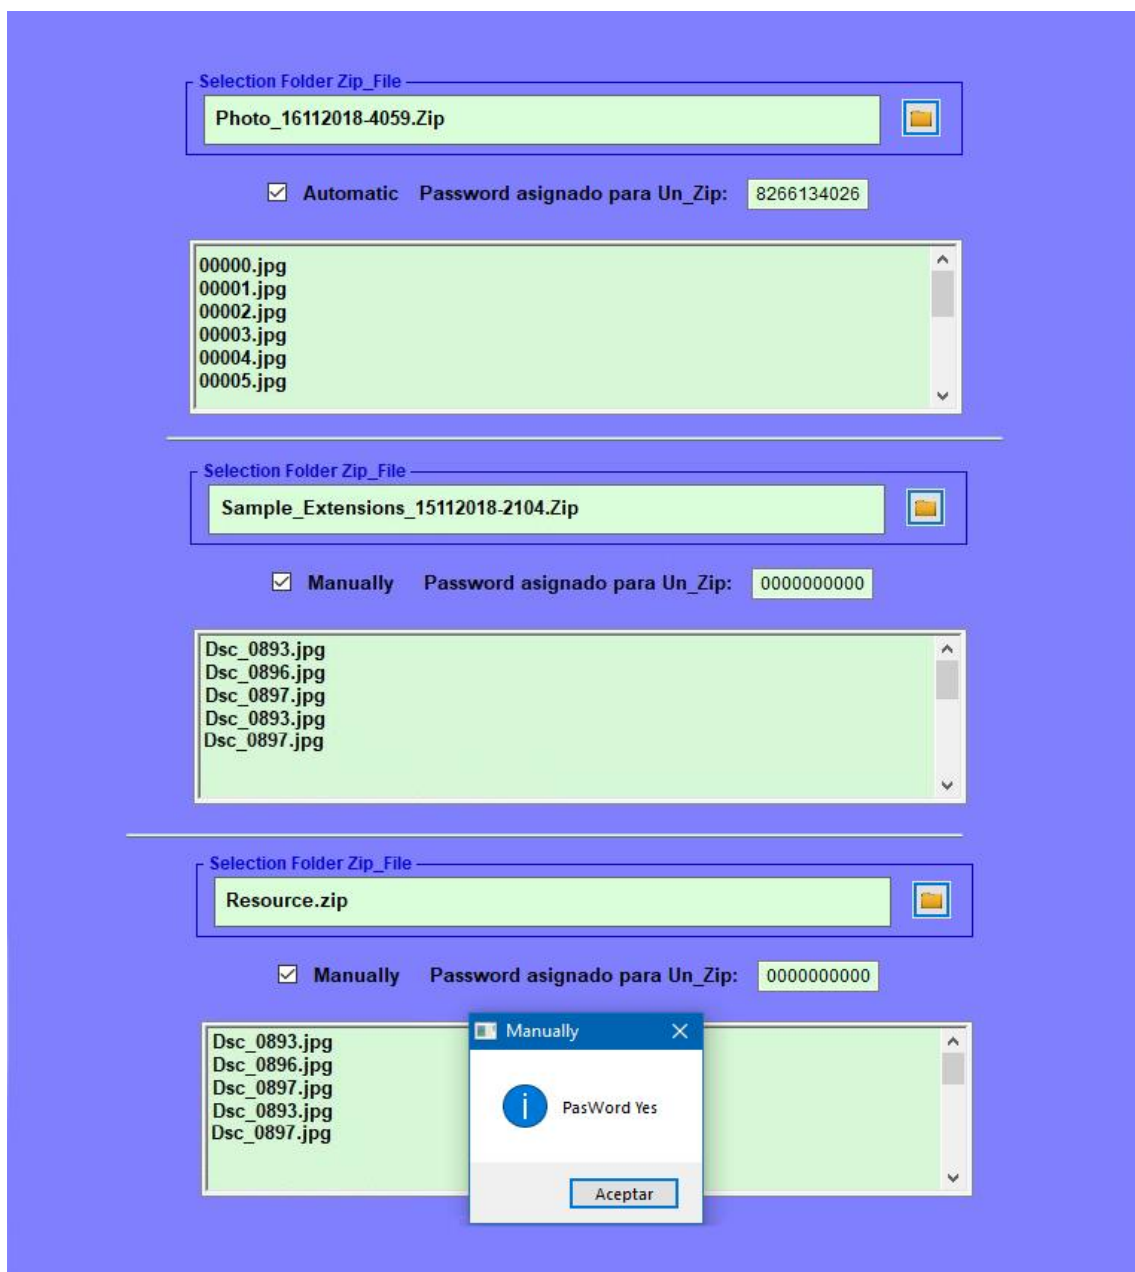 Selection Folder Zip_File
Photo_16112018-4059.Zip
Automatic Password asignado para Un_Zip: 8266134026
00000.jpg
00001.jpg
00002.jpg
00003.jpg
00004.jpg
00005.jpg
Selection Folder Zip_File
Sample_Extensions_15112018-2104.Zip
Manually Password asignado para Un_Zip: 0000000000
Dsc_0893.jpg
Dsc_0896.jpg
Dsc_0897.jpg
Dsc_0893.jpg
Dsc_0897.jpg
Selection Folder Zip_File
Resource.zip
Manually Password asignado para Un_Zip: 0000000000
Dsc_0893.jpg
Dsc_0896.jpg
Dsc_0897.jpg
Dsc_0893.jpg
Dsc_0897.jpg
Manually
PasWord Yes
Aceptar